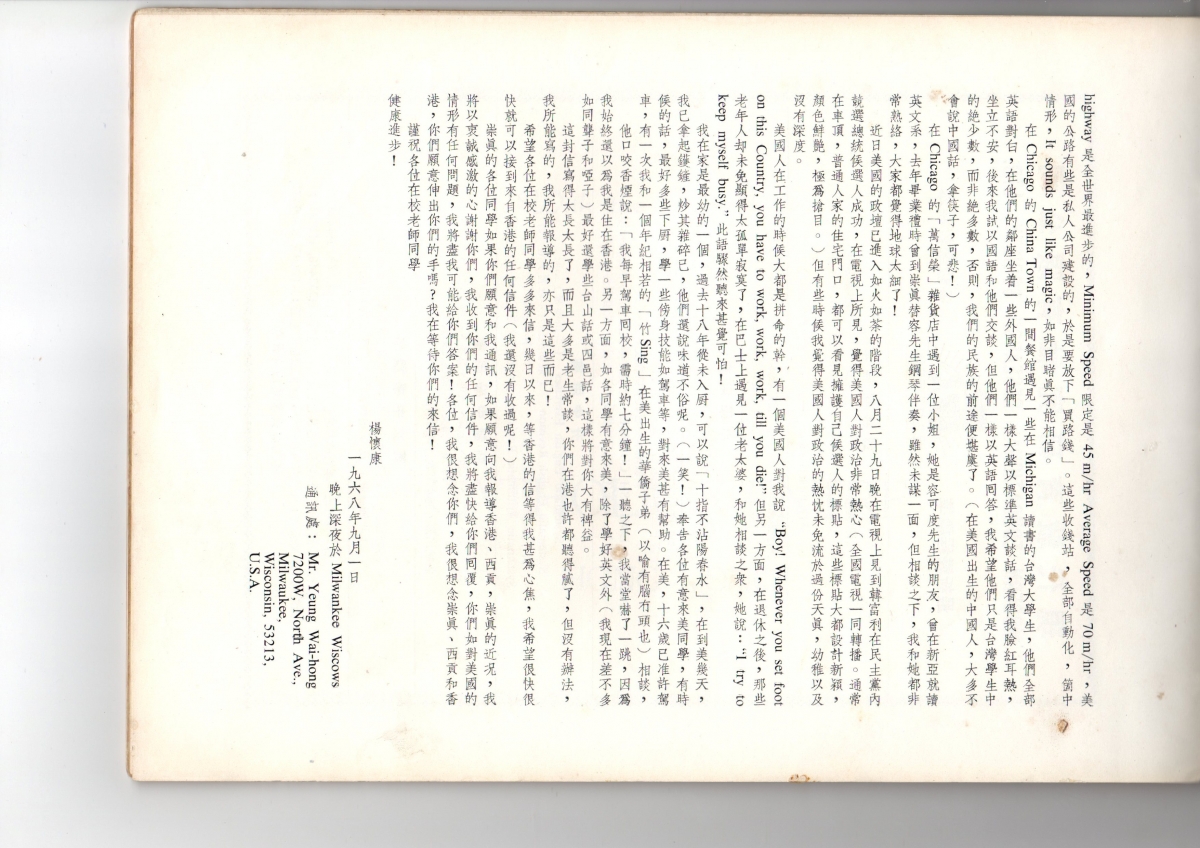 highway 是全世界最進步的，Minimum Speed 限定是 45 m/hr Average Speed 是 70 m/hr，美
國的公路有些是私人公司建設的，於是要放下「買路錢」。這些收錢站，全部自動化，箇中
情形，It sounds just like magic，如非目睹眞不能相信。
在 Chicago 的 China Town 的一間餐館遇見一些在 Michigan 讀書的台灣大學生，他們全部
英語對白，在他們的鄰座坐着一些外國人，他們一樣大聲以標準英文談話，看得我臉紅耳熱，
坐立不安，後來我試以國語和他們交談，但他們一樣以英語囘答，我希望他們只是台灣學生中
的絕少數，而非絕多數，否則，我們的民族的前途便堪虞了。（在美國出生的中國人，大多不
會說中國話，拿筷子，可悲！）
在 Chicago 的「萬信榮」雜貨店中遇到一位小姐，她是容可度先生的朋友，曾在新亞就讀
英文系，去年畢業禮時曾到崇眞替容先生鋼琴伴奏，雖然未謀一面，但相談之下，我和她都非
常熟絡，大家都覺得地球太細了！
近日美國的政壇已進入如火如荼的階段，八月二十九日晚在電視上見到韓富利在民主黨內
競選總統候選人成功，在電視上所見，覺得美國人對政治非常熱心（全國電視一同轉播。通常
在車頂，普通人家的住宅門口，都可以看見擁護自己候選人的標貼，這些標貼大都設計新穎，
顏色鮮艷，極爲搶目。）但有些時候我覺得美國人對政治的熱忱未免流於過份天眞，幼稚以及
沒有深度。
美國人在工作的時候大都是拼命的幹，有一個美國人對我說 "Boy! Whenever you set foot
on this Country, you have to work, work, work, till you die!" 但另一方面，在退休之後，那些
老年人却未免顯得太孤單寂寞了，在巴士上遇見一位老太婆，和她相談之衆，她說："I try to
keep myself busy." 此語驟然聽來甚覺可怕！
我在家是最幼的一個，過去十八年從未入厨，可以說「十指不沾陽春水」，在到美幾天，
我已拿起鑊鏟，炒其雜碎已，他們還說味道不俗呢。（一笑！）奉告各位有意來美同學，有時
候的話，最好多些下厨，學一些傍身技能如駕車等，對來美甚有幫助。在美，十六歲已准許駕
車，有一次我和一個年紀相若的「竹 Sing」在美出生的華僑子弟（以喻有腦冇頭也）相談，
他口咬香煙說：「我每早駕車囘校，需時約七分鐘！」一聽之下，我當堂嚇了一跳，因爲
我始終還以爲我是住在香港。另一方面，如各同學有意來美，除了學好英文外（我現在差不多
如同聾子和啞子）最好還學些台山話或四邑話，這樣將對你大有裨益。
這封信寫得太長太長了，而且大多是老生常談，你們在港也許都聽得膩了，但沒有辦法，
我所能寫的，我所能報導的，亦只是這些而已！
希望各位在校老師同學多多來信，幾日以來，等香港的信等得我甚爲心焦，我希望很快很
快就可以接到來自香港的任何信件（我還沒有收過呢！）
崇眞的各位同學如果你們願意和我通訊，如果願意向我報導香港、西貢，崇眞的近況，我
將以衷誠感激的心謝謝你們，我收到你們的任何信件，我將盡快給你們囘覆，你們如對美國的
情形有任何問題，我將盡我可能給你們答案！各位，我很想念你們，我很想念崇眞、西貢和香
港，你們願意伸出你們的手嗎？我在等待你們的來信！
謹祝各位在校老師同學
健康進步！
楊懷康
一九六八年九月一日
晚上深夜於 Milwankee Wiscows
通訊處：Mr. Yeung Wai-hong
7200W, North Ave.,
Milwaukee,
Wisconsin, 53213,
U.S.A.